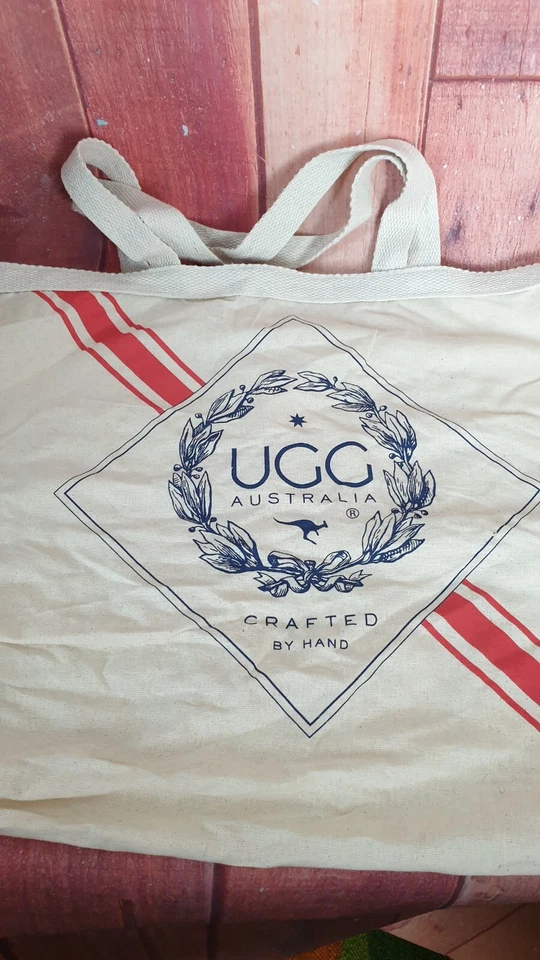 UGG
AUSTRALIA
®
CRAFTED
BY HAND